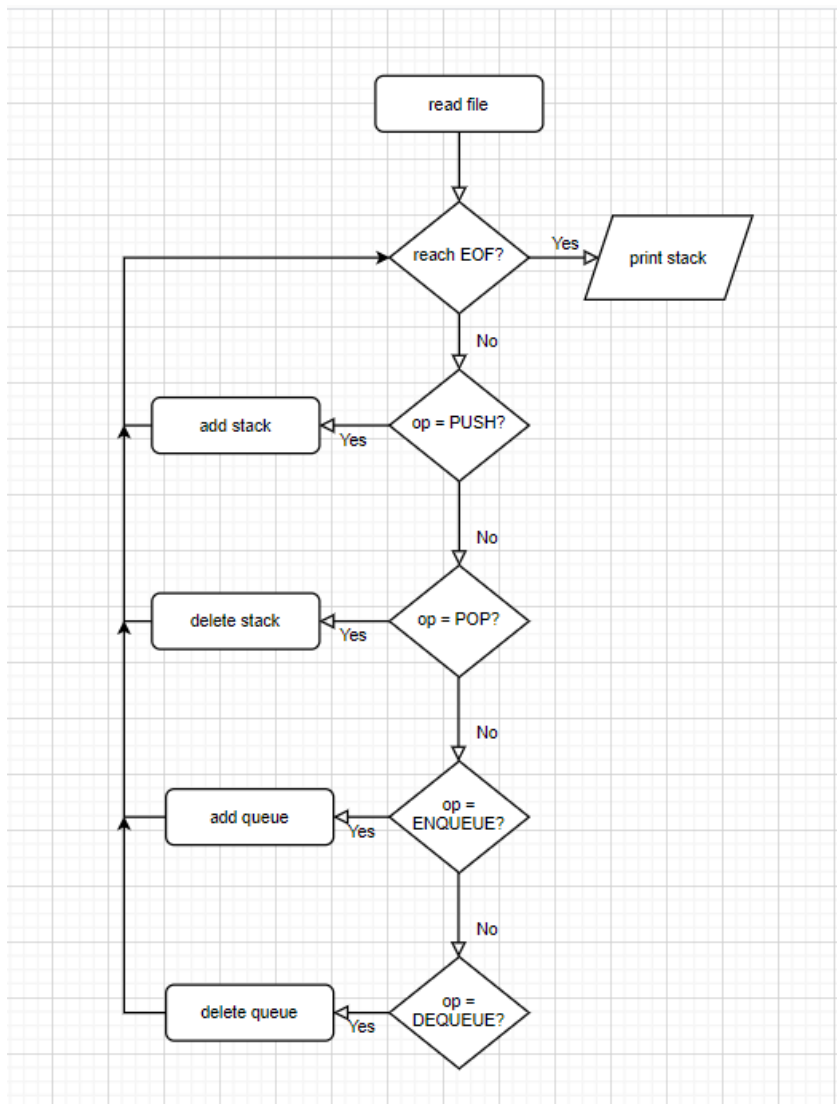 read file
reach EOF?
Yes
print stack
No
op = PUSH?
Yes
add stack
No
op = POP?
Yes
delete stack
No
op =
ENQUEUE?
Yes
add queue
No
op =
DEQUEUE?
Yes
delete queue